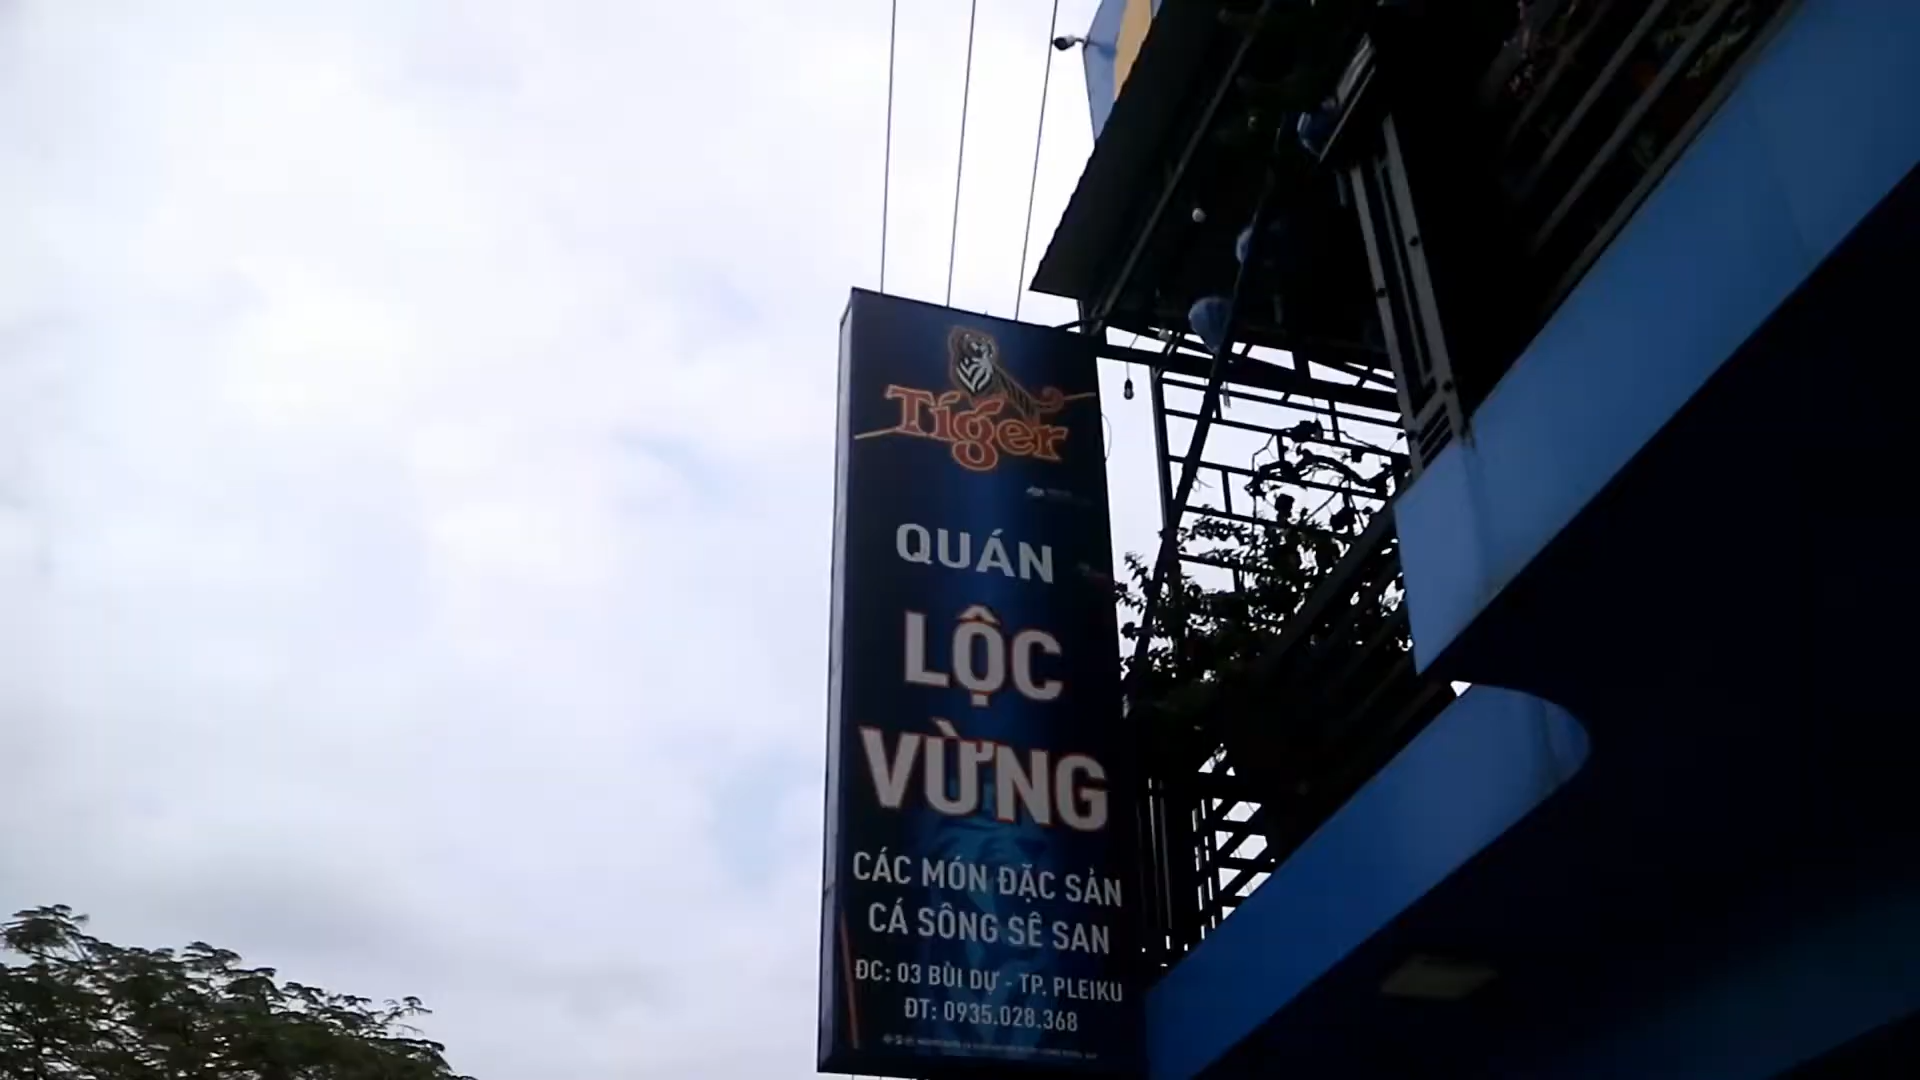 Tiger
QUÁN
LỘC
VỪNG
CÁC MÓN ĐẶC SẢN
CÁ SÔNG SÊ SAN
ĐC: 03 BÙI DỰ - TP. PLEIKU
ĐT: 0935.028.368